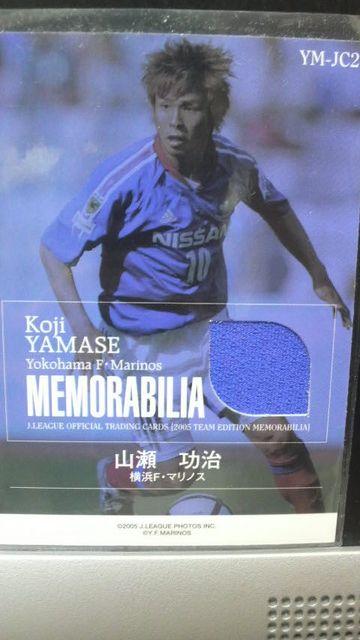 YM-JC2
NISSAN
10
Koji
YAMASE
Yokohama F·Marinos
MEMORABILIA
J.LEAGUE OFFICIAL TRADING CARDS [2005 TEAM EDITION MEMORABILIA]
山瀬 功治
横浜F・マリノス
©2005 J.LEAGUE PHOTOS INC.
©Y.F.MARINOS